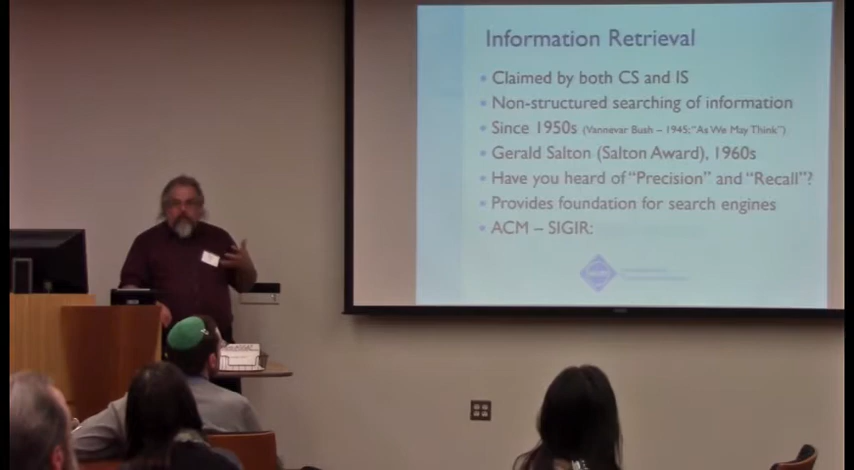 Information Retrieval
• Claimed by both CS and IS
• Non-structured searching of information
• Since 1950s (Vannevar Bush – 1945; "As We May Think")
• Gerald Salton (Salton Award), 1960s
• Have you heard of "Precision" and "Recall"?
• Provides foundation for search engines
• ACM – SIGIR: